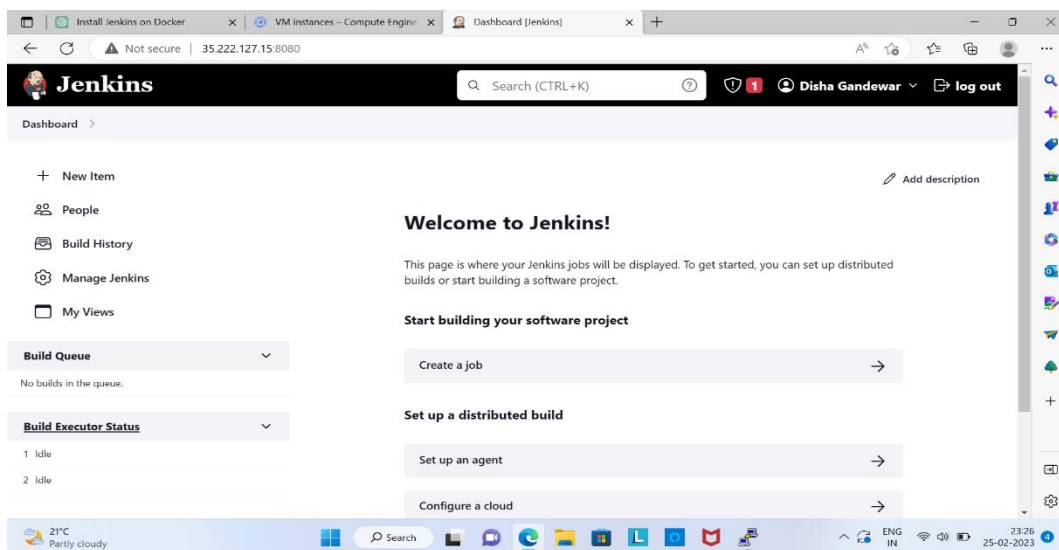 Install Jenkins on Docker
VM instances – Compute Engine
Dashboard [Jenkins]
Not secure | 35.222.127.15:8080
Jenkins
Search (CTRL+K)
1
Disha Gandewar
log out
Dashboard
New Item
Add description
People
Welcome to Jenkins!
Build History
This page is where your Jenkins jobs will be displayed. To get started, you can set up distributed
builds or start building a software project.
Manage Jenkins
My Views
Start building your software project
Build Queue
Create a job
No builds in the queue.
Set up a distributed build
Build Executor Status
1 Idle
Set up an agent
2 Idle
Configure a cloud
21°C
Partly cloudy
Search
ENG
IN
23:26
25-02-2023
4